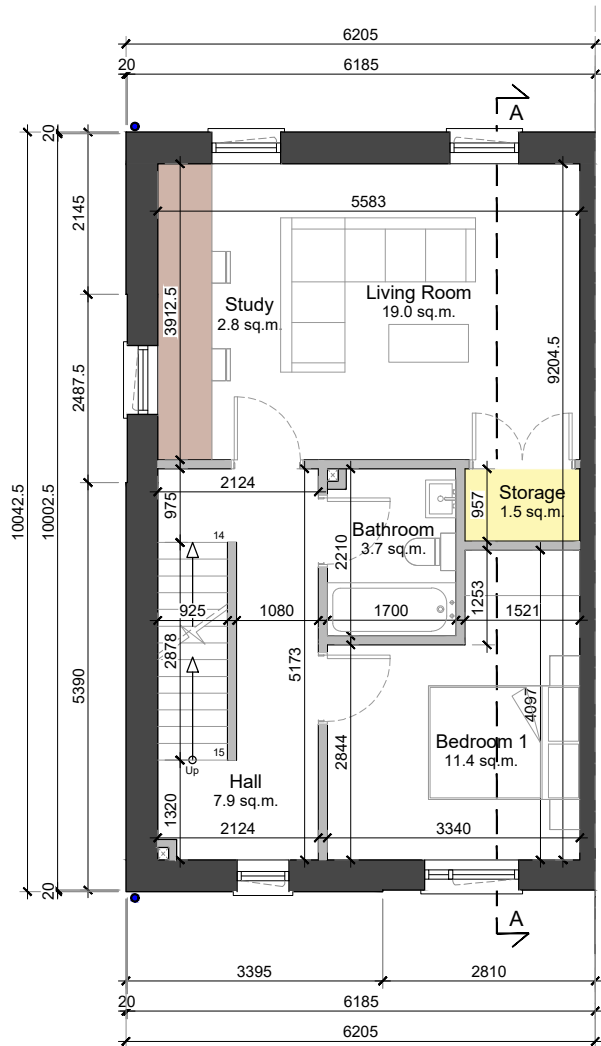 6205
20
6185
A
20
2145
5583
Living Room
19.0 sq.m.
Study
2.8 sq.m.
3912.5
9204.5
2487.5
10042.5
10002.5
2124
975
Storage
1.5 sq.m.
957
Bathroom
3.7 sq.m.
2210
14
925
1080
1700
1253
1521
2878
5173
5390
15
Up
4097
2844
Bedroom 1
11.4 sq.m.
Hall
7.9 sq.m.
1320
2124
3340
20
20
A
3395
2810
20
6185
6205